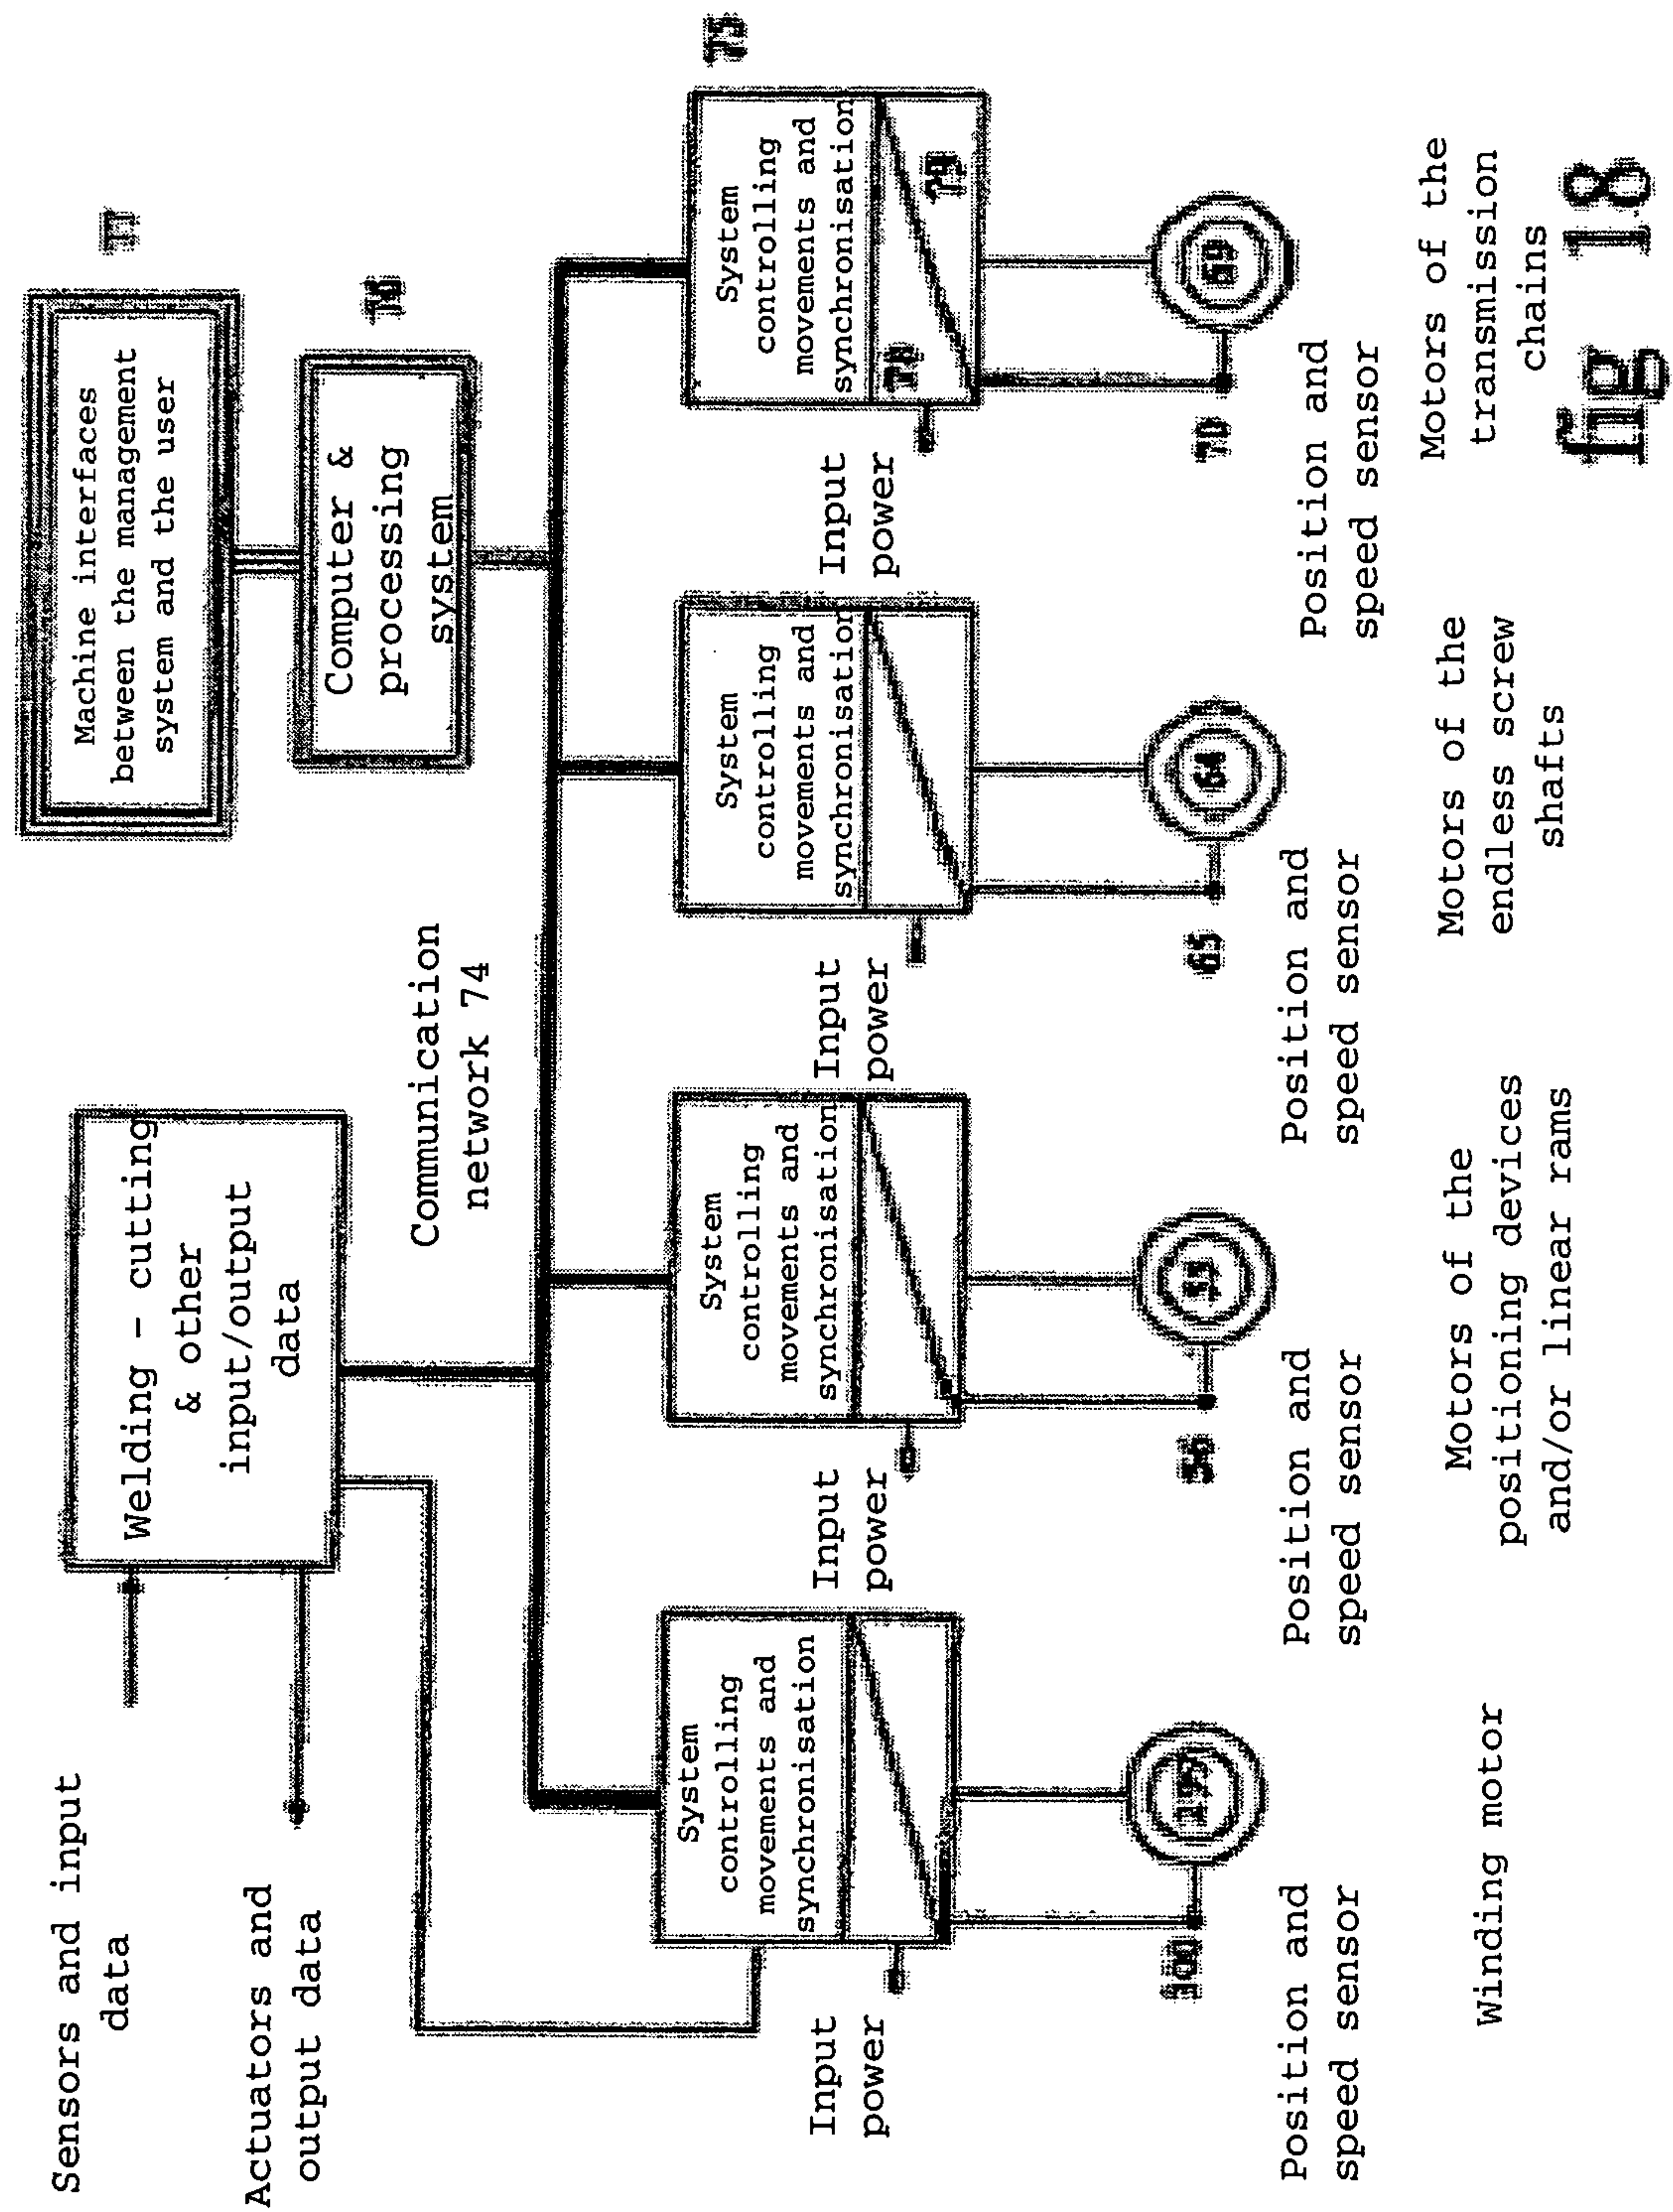 Sensors and input
data
Actuators and
output data
Welding - cutting
& other
input/output
data
Machine interfaces
between the management
system and the user
77
Computer &
processing
system
76
Communication
network 74
System
controlling
movements and
synchronisation
System
controlling
movements and
synchronisation
System
controlling
movements and
synchronisation
System
controlling
movements and
synchronisation
75
78
79
Input
power
Input
power
Input
power
Input
power
100
56
55
65
64
70
69
Position and
speed sensor
Position and
speed sensor
Position and
speed sensor
Position and
speed sensor
Winding motor
Motors of the
positioning devices
and/or linear rams
Motors of the
endless screw
shafts
Motors of the
transmission
chains
fig 18